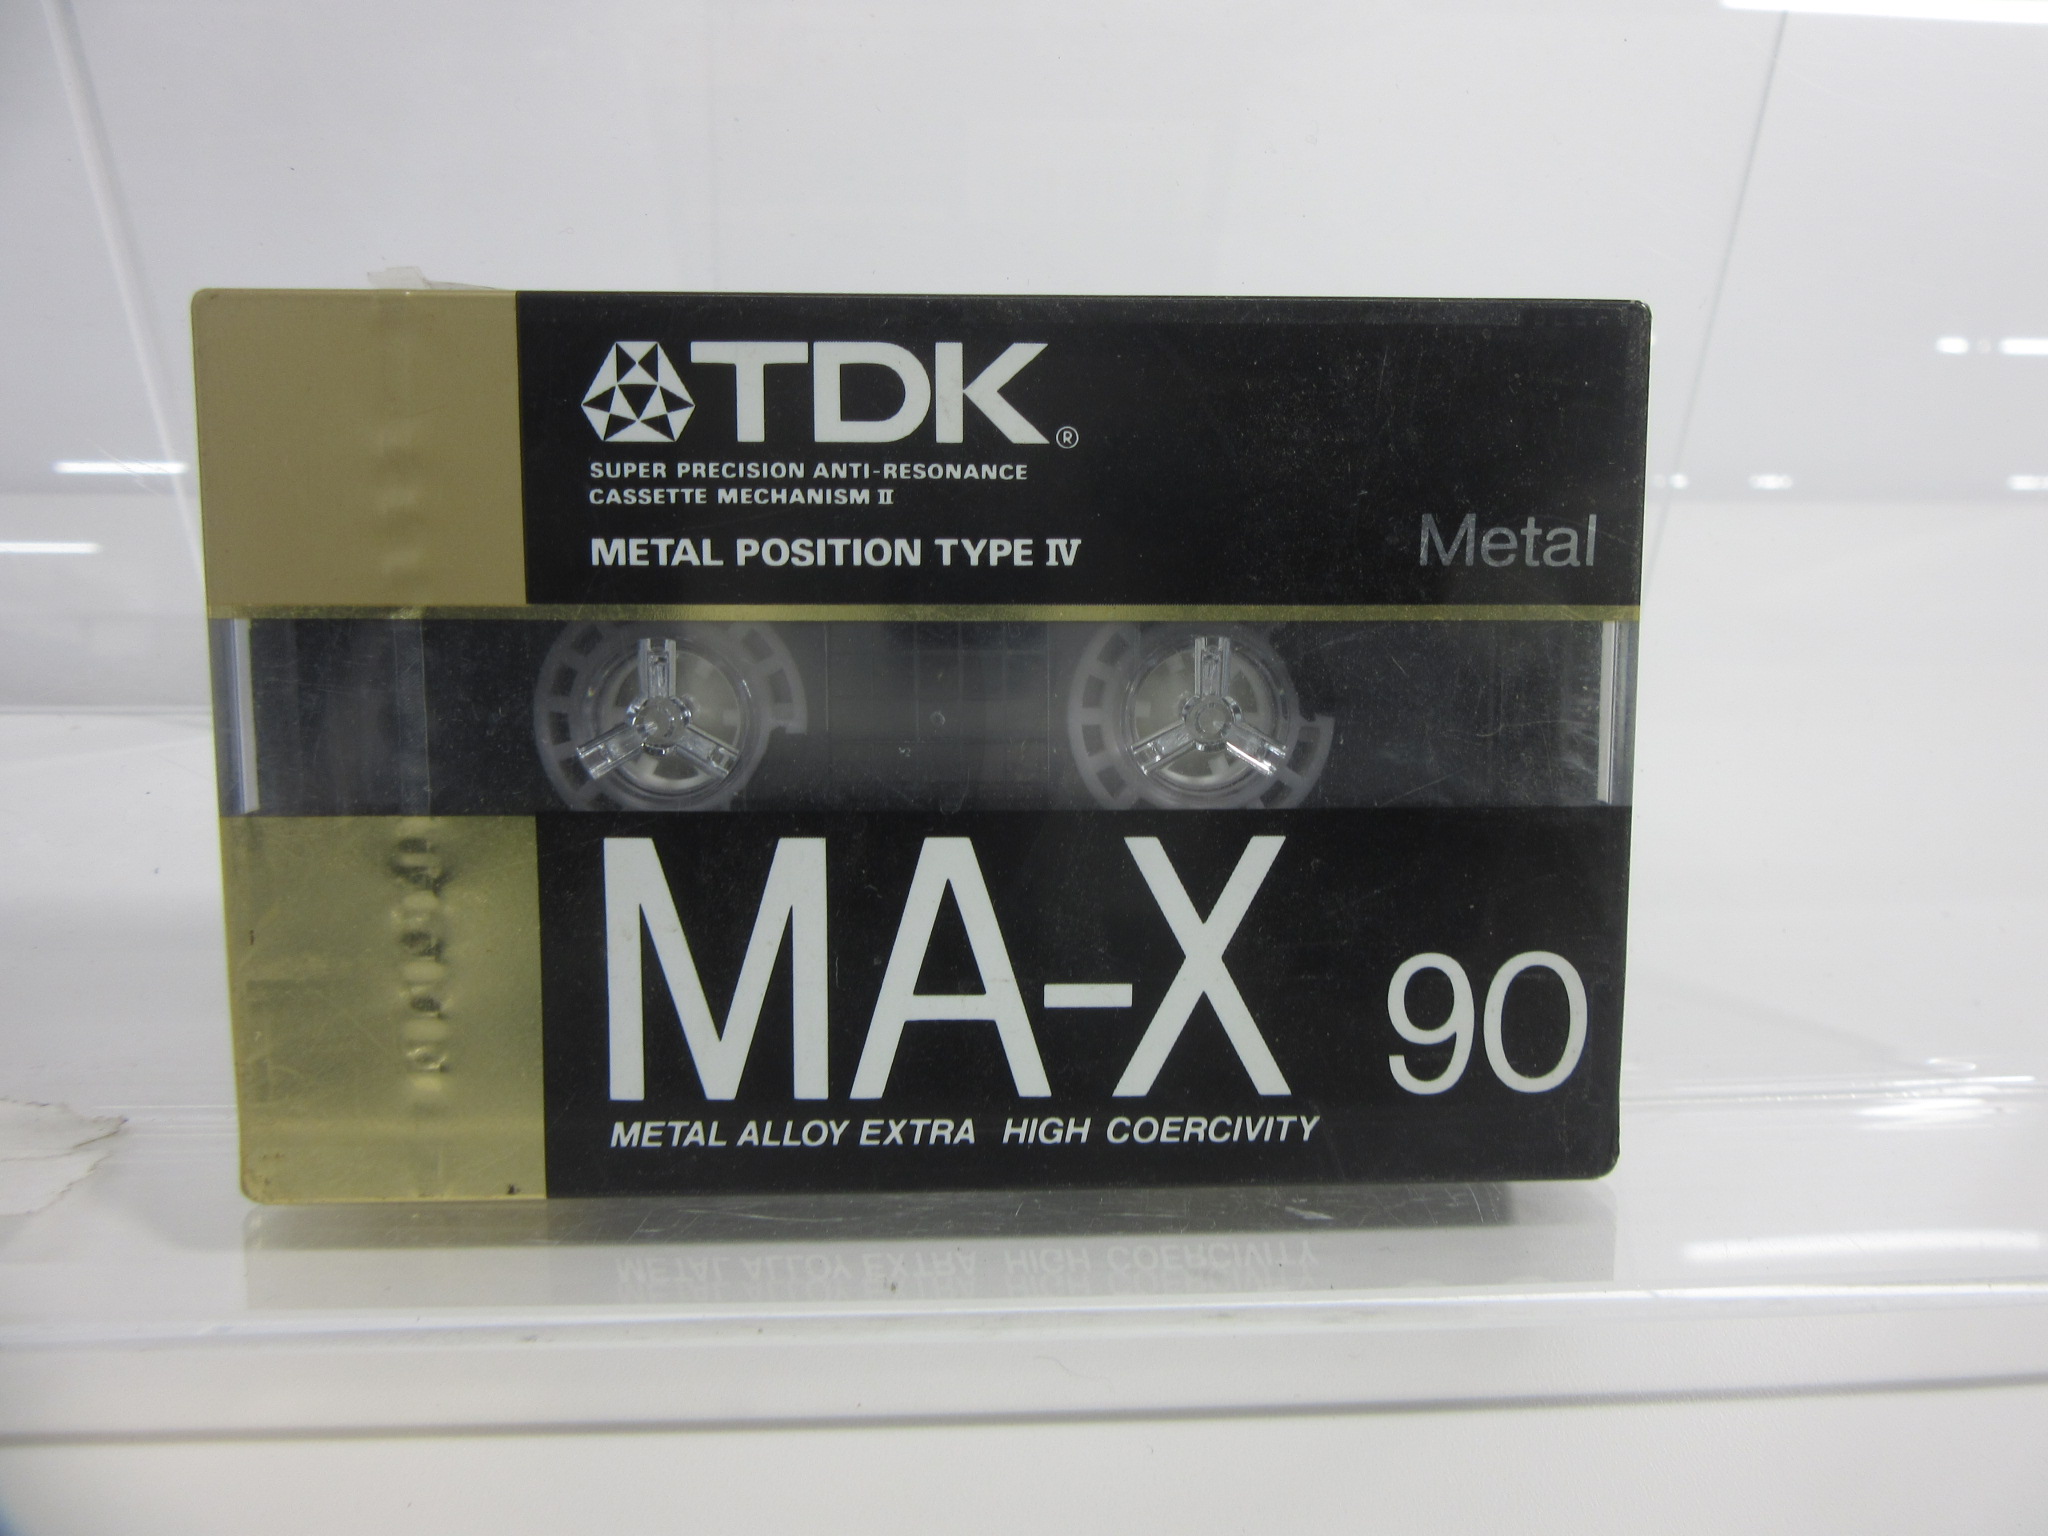 TDK®
SUPER PRECISION ANTI-RESONANCE
CASSETTE MECHANISM II
METAL POSITION TYPE IV
Metal
MA-X 90
METAL ALLOY EXTRA HIGH COERCIVITY